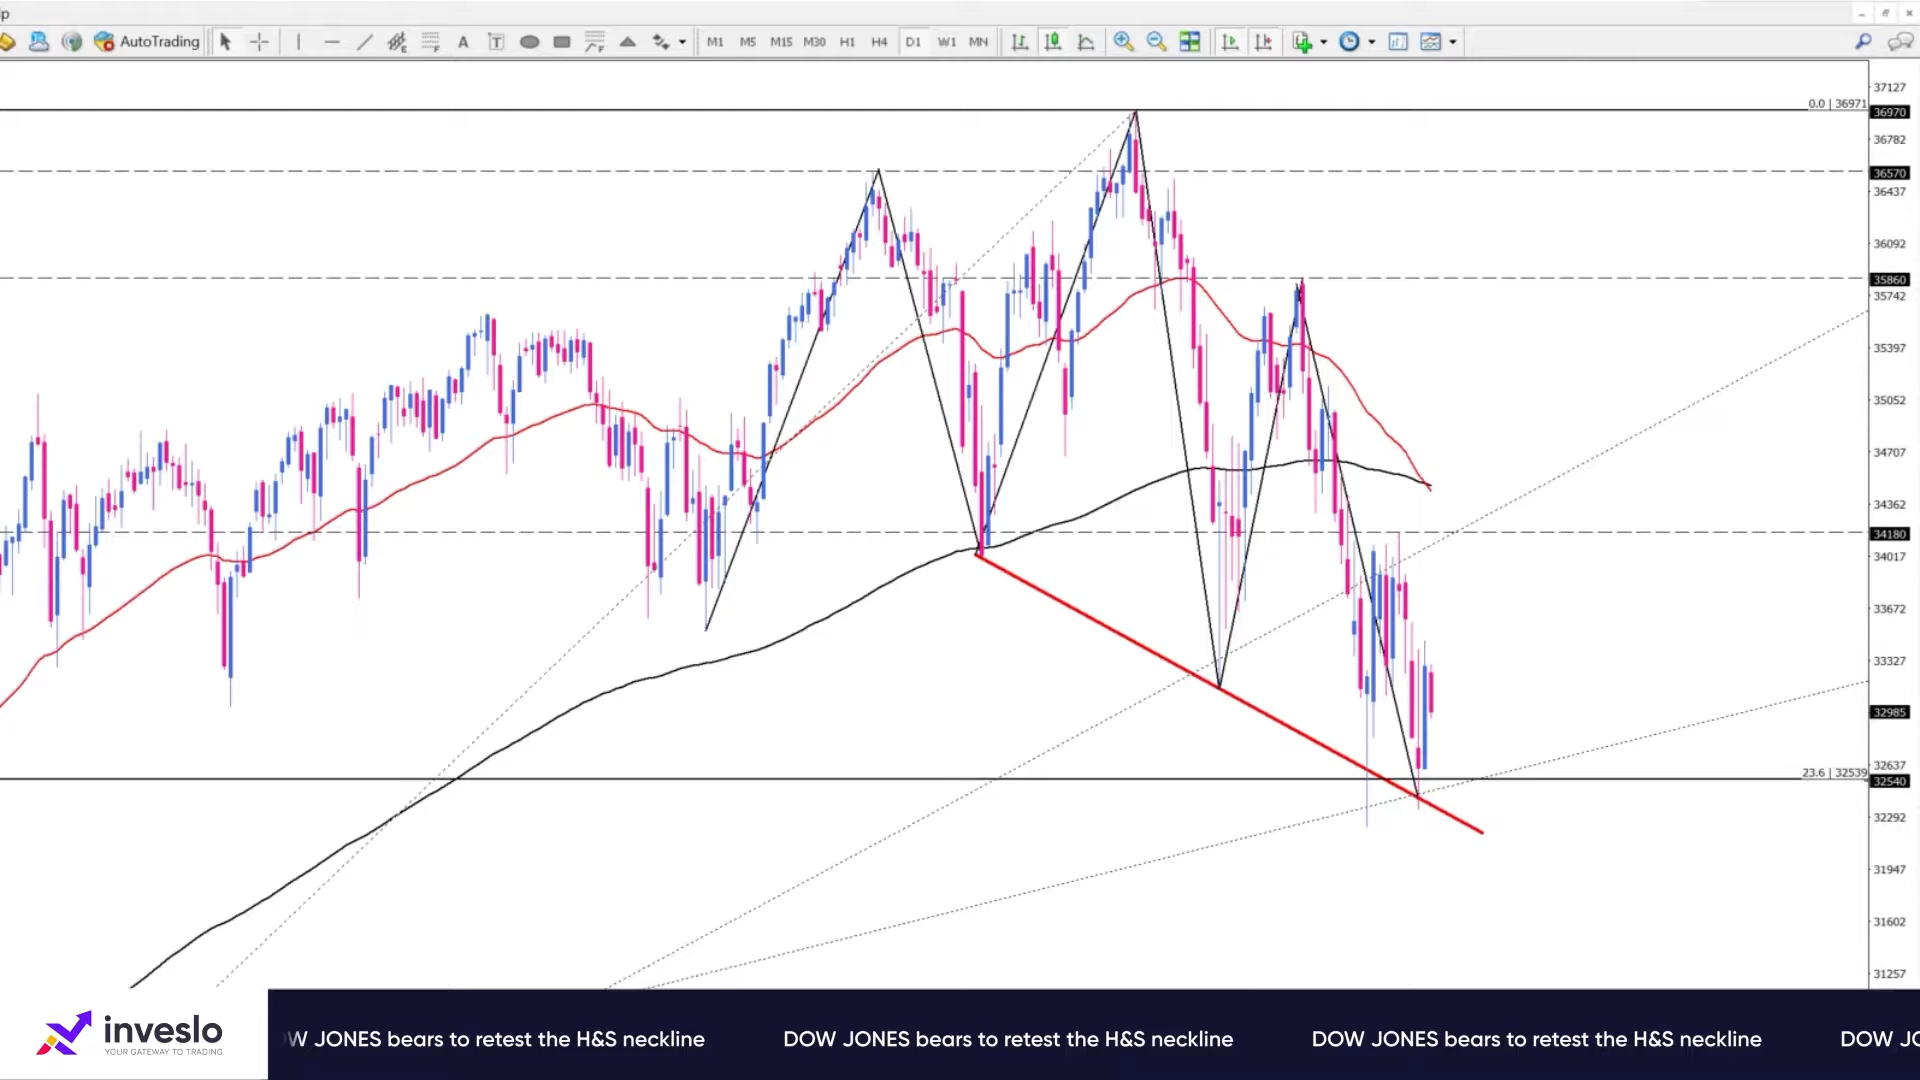 lp
AutoTrading
A T
M1 M5 M15 M30 H1 H4 D1 W1 MN
37127
0.0 | 36971
36970
36782
36570
36437
36092
35860
35742
35397
35052
34707
34362
34180
34017
33672
33327
32985
32637
23.6 | 32539
32540
32292
31947
31602
31257
inveslo
YOUR GATEWAY TO TRADING
OW JONES bears to retest the H&S neckline DOW JONES bears to retest the H&S neckline DOW JONES bears to retest the H&S neckline DOW JO